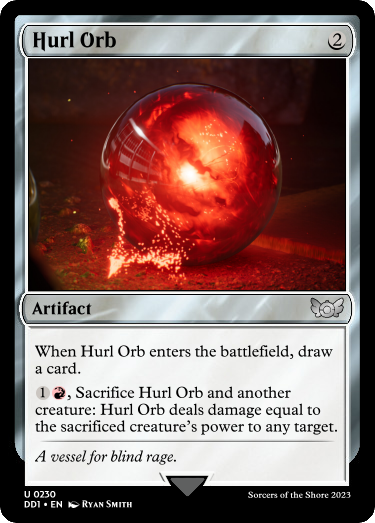 Hurl Orb 2
Artifact
When Hurl Orb enters the battlefield, draw
a card.
1R, Sacrifice Hurl Orb and another
creature: Hurl Orb deals damage equal to
the sacrificed creature's power to any target.
A vessel for blind rage.
U 0230
DD1 • EN Ryan Smith
Sorcers of the Shore 2023